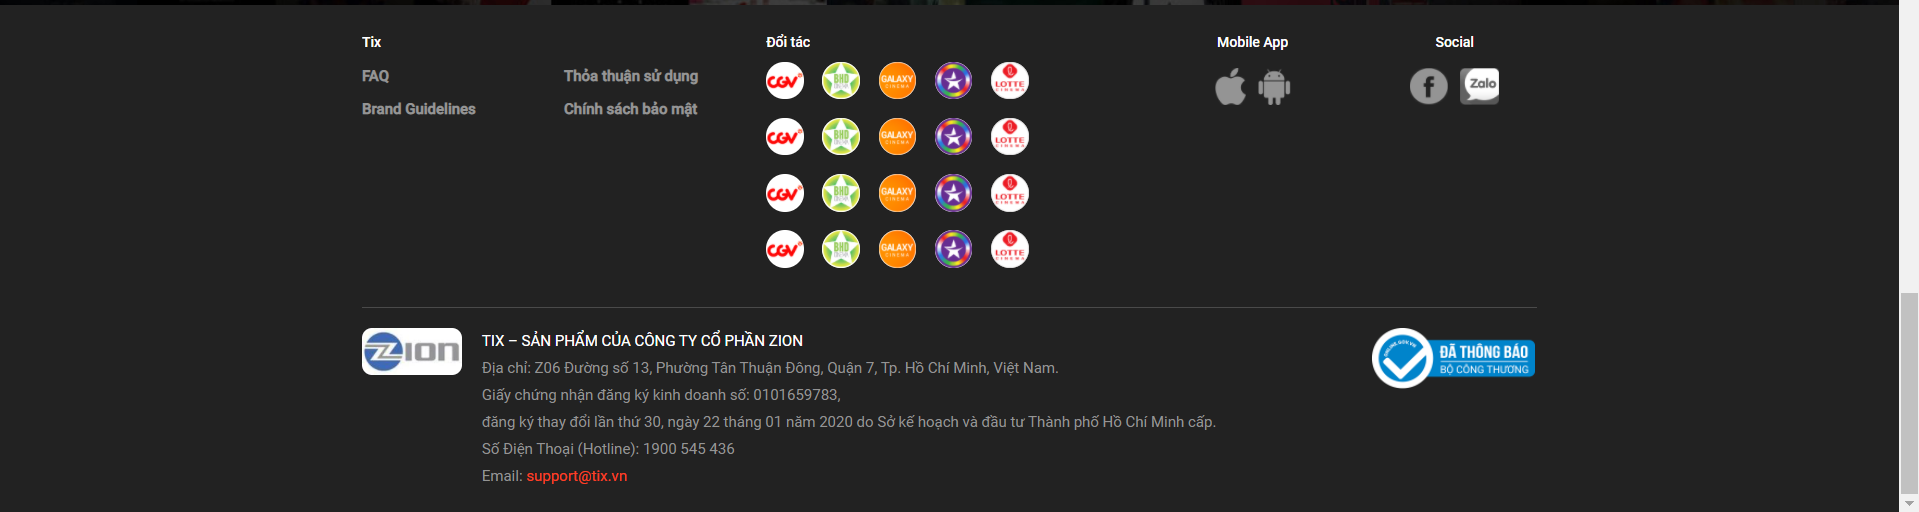 Tix
FAQ
Brand Guidelines
Thỏa thuận sử dụng
Chính sách bảo mật
Đối tác
CGV BHD GALAXY CINEMA LOTTE CINEMA
CGV BHD GALAXY CINEMA LOTTE CINEMA
CGV BHD GALAXY CINEMA LOTTE CINEMA
CGV BHD GALAXY CINEMA LOTTE CINEMA
Mobile App
Social
f Zalo
ZION
TIX – SẢN PHẨM CỦA CÔNG TY CỔ PHẦN ZION
Địa chỉ: Z06 Đường số 13, Phường Tân Thuận Đông, Quận 7, Tp. Hồ Chí Minh, Việt Nam.
Giấy chứng nhận đăng ký kinh doanh số: 0101659783,
đăng ký thay đổi lần thứ 30, ngày 22 tháng 01 năm 2020 do Sở kế hoạch và đầu tư Thành phố Hồ Chí Minh cấp.
Số Điện Thoại (Hotline): 1900 545 436
Email: support@tix.vn
ONLINE.GOV.VN
ĐÃ THÔNG BÁO
BỘ CÔNG THƯƠNG